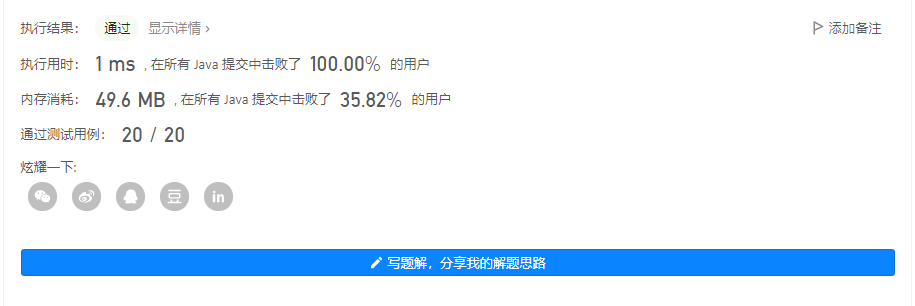 执行结果： 通过 显示详情 › 添加备注
执行用时： 1 ms , 在所有 Java 提交中击败了 100.00% 的用户
内存消耗： 49.6 MB , 在所有 Java 提交中击败了 35.82% 的用户
通过测试用例： 20 / 20
炫耀一下:
豆 in
写题解，分享我的解题思路